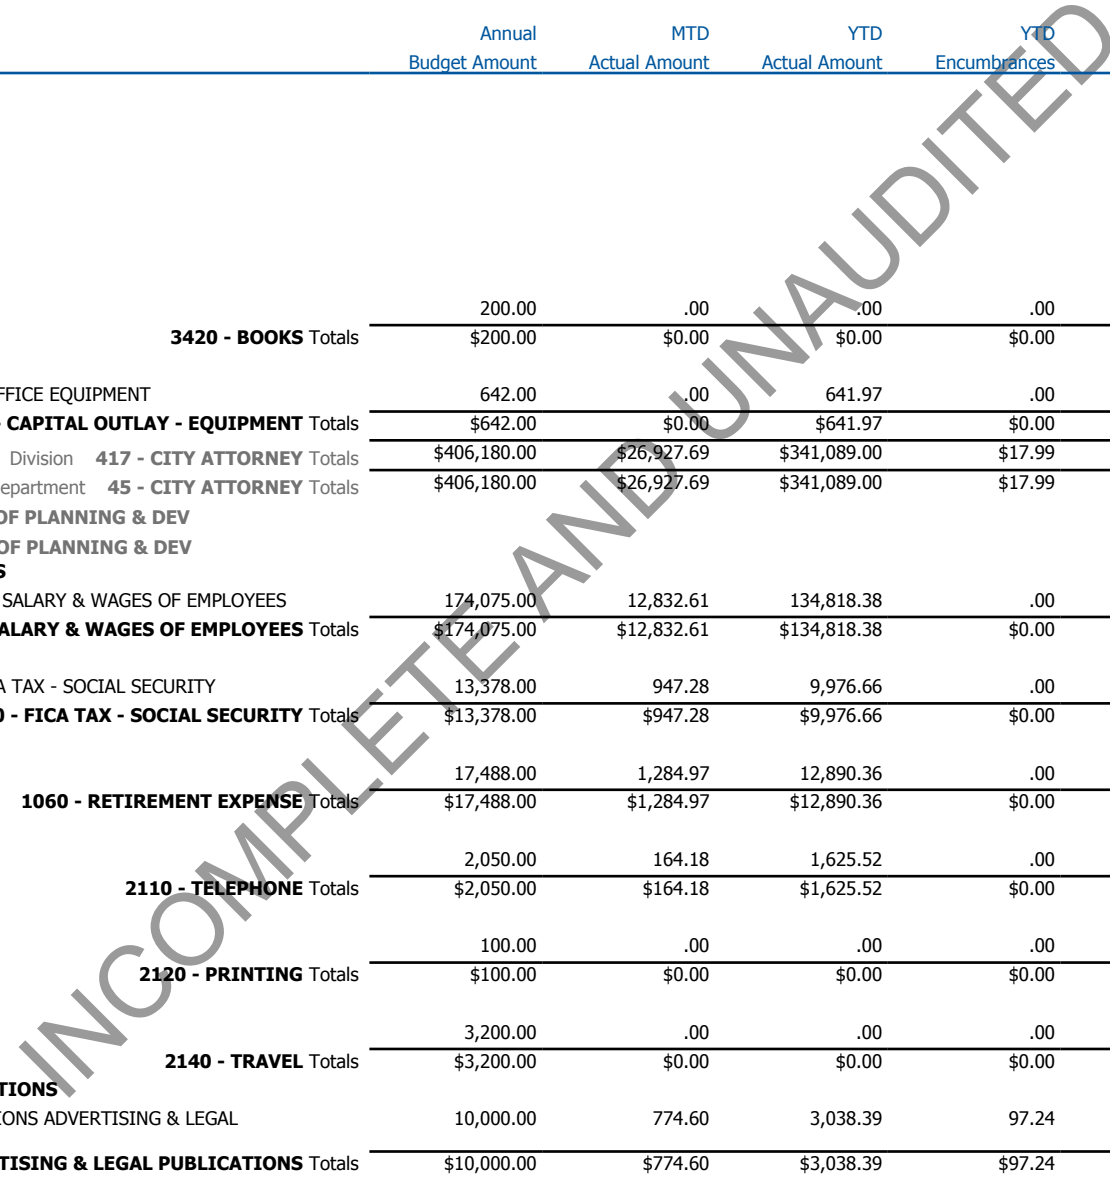 Annual MTD YTD YTD
Budget Amount Actual Amount Actual Amount Encumbrances
200.00 .00 .00 .00
3420 - BOOKS Totals $200.00 $0.00 $0.00 $0.00
FFICE EQUIPMENT 642.00 .00 641.97 .00
- CAPITAL OUTLAY - EQUIPMENT Totals $642.00 $0.00 $641.97 $0.00
Division 417 - CITY ATTORNEY Totals $406,180.00 $26,927.69 $341,089.00 $17.99
epartment 45 - CITY ATTORNEY Totals $406,180.00 $26,927.69 $341,089.00 $17.99
OF PLANNING & DEV
OF PLANNING & DEV
S
SALARY & WAGES OF EMPLOYEES 174,075.00 12,832.61 134,818.38 .00
ALARY & WAGES OF EMPLOYEES Totals $174,075.00 $12,832.61 $134,818.38 $0.00
A TAX - SOCIAL SECURITY 13,378.00 947.28 9,976.66 .00
0 - FICA TAX - SOCIAL SECURITY Totals $13,378.00 $947.28 $9,976.66 $0.00
17,488.00 1,284.97 12,890.36 .00
1060 - RETIREMENT EXPENSE Totals $17,488.00 $1,284.97 $12,890.36 $0.00
2,050.00 164.18 1,625.52 .00
2110 - TELEPHONE Totals $2,050.00 $164.18 $1,625.52 $0.00
100.00 .00 .00 .00
2120 - PRINTING Totals $100.00 $0.00 $0.00 $0.00
3,200.00 .00 .00 .00
2140 - TRAVEL Totals $3,200.00 $0.00 $0.00 $0.00
TIONS
IONS ADVERTISING & LEGAL 10,000.00 774.60 3,038.39 97.24
TISING & LEGAL PUBLICATIONS Totals $10,000.00 $774.60 $3,038.39 $97.24
INCOMPLETE AND UNAUDITED